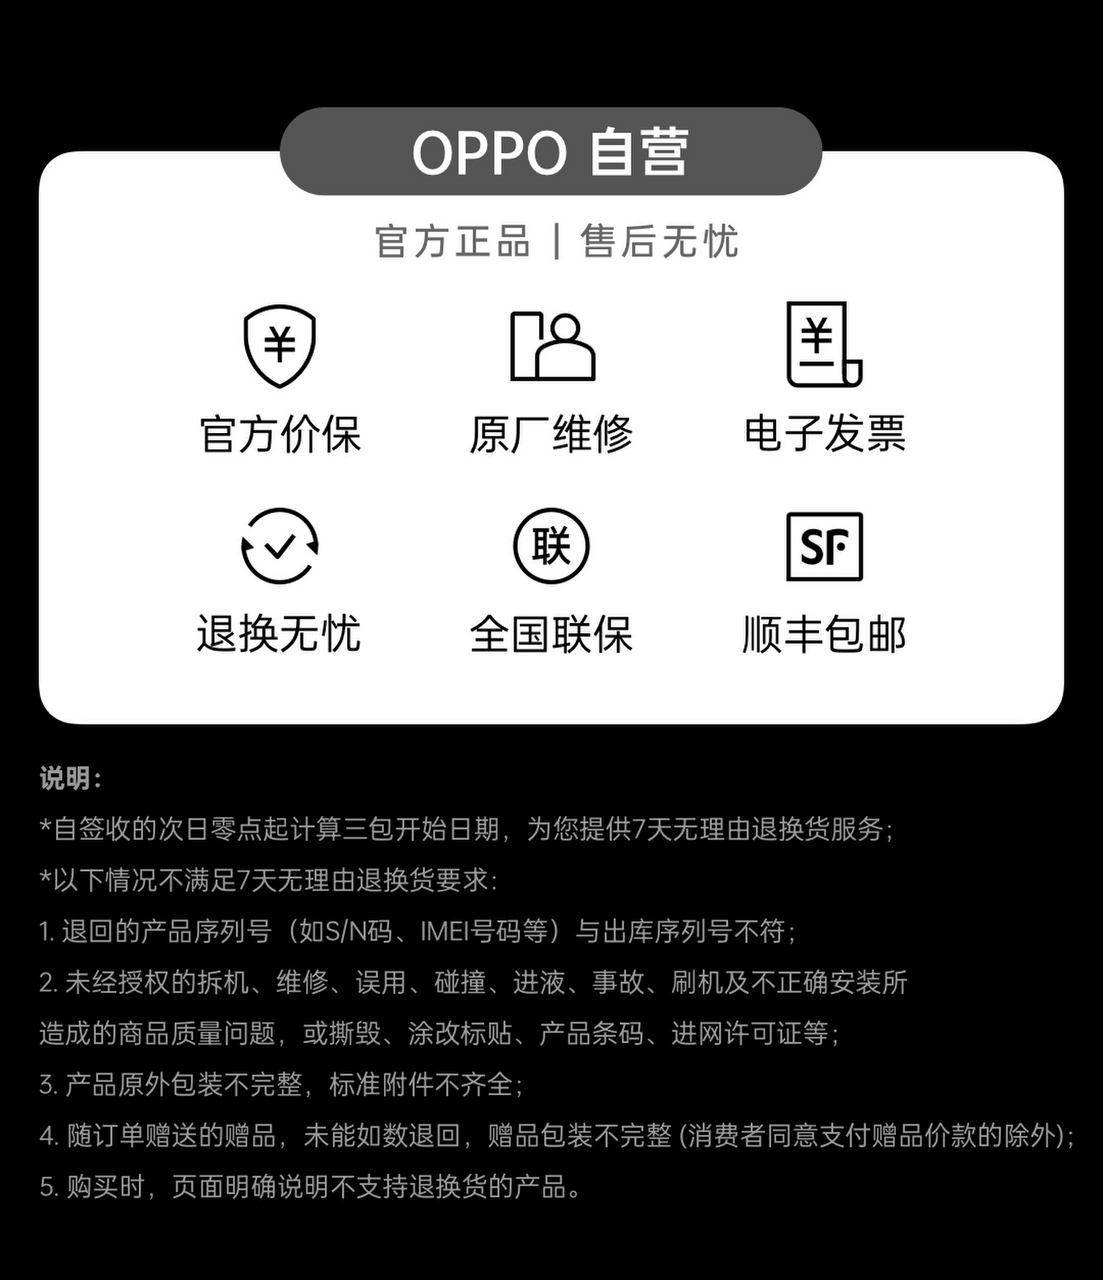 OPPO 自营
官方正品 | 售后无忧
¥
¥
官方价保
原厂维修
电子发票
联
SF
退换无忧
全国联保
顺丰包邮
说明：
*自签收的次日零点起计算三包开始日期，为您提供7天无理由退换货服务；
*以下情况不满足7天无理由退换货要求：
1. 退回的产品序列号（如S/N码、IMEI号码等）与出库序列号不符；
2. 未经授权的拆机、维修、误用、碰撞、进液、事故、刷机及不正确安装所
造成的商品质量问题，或撕毁、涂改标贴、产品条码、进网许可证等；
3. 产品原外包装不完整，标准附件不齐全；
4. 随订单赠送的赠品，未能如数退回，赠品包装不完整 (消费者同意支付赠品价款的除外)；
5. 购买时，页面明确说明不支持退换货的产品。